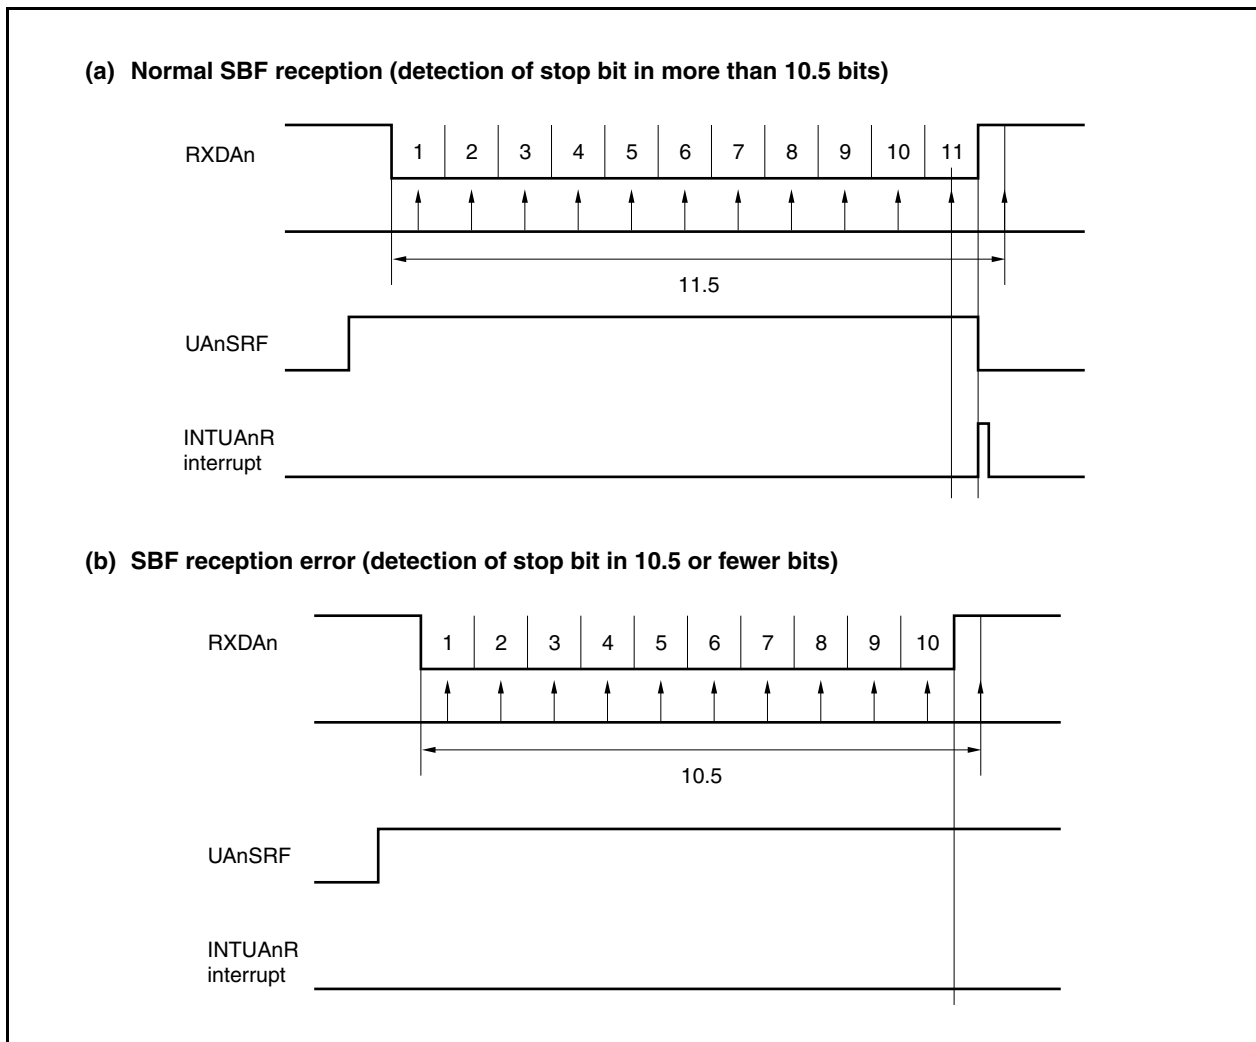 (a) Normal SBF reception (detection of stop bit in more than 10.5 bits)
RXDAn
1 2 3 4 5 6 7 8 9 10 11
11.5
UAnSRF
INTUAnR
interrupt
(b) SBF reception error (detection of stop bit in 10.5 or fewer bits)
RXDAn
1 2 3 4 5 6 7 8 9 10
10.5
UAnSRF
INTUAnR
interrupt